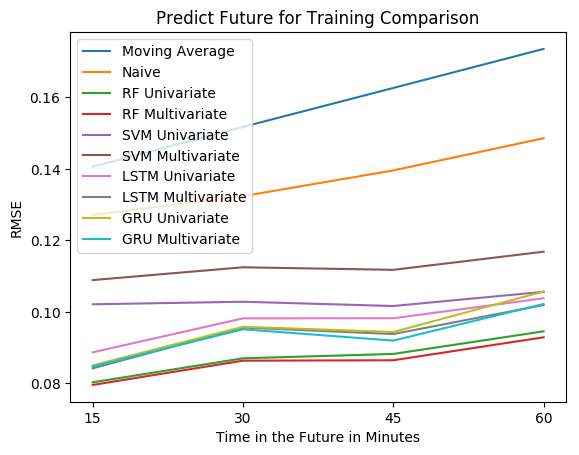 Predict Future for Training Comparison
Moving Average
Naive
RF Univariate
RF Multivariate
SVM Univariate
SVM Multivariate
LSTM Univariate
LSTM Multivariate
GRU Univariate
GRU Multivariate
RMSE
0.16
0.14
0.12
0.10
0.08
15 30 45 60
Time in the Future in Minutes